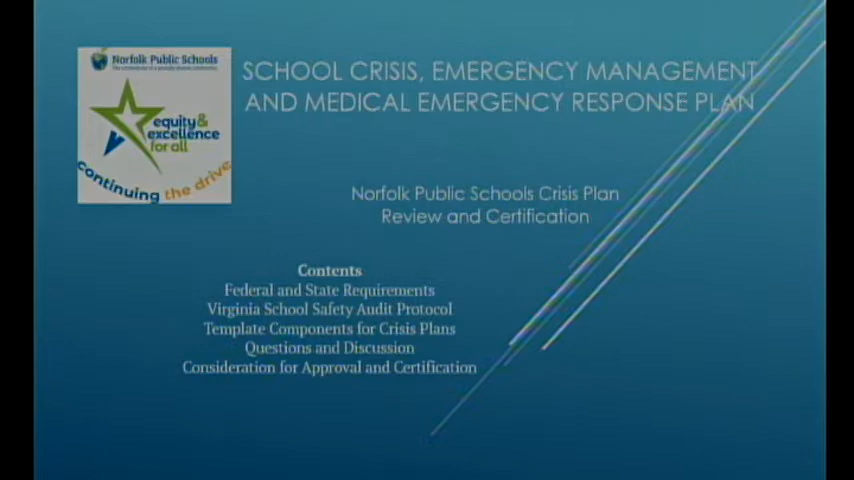 Norfolk Public Schools
equity&
excellence
for all
continuing the drive
SCHOOL CRISIS, EMERGENCY MANAGEMENT
AND MEDICAL EMERGENCY RESPONSE PLAN
Norfolk Public Schools Crisis Plan
Review and Certification
Contents
Federal and State Requirements
Virginia School Safety Audit Protocol
Template Components for Crisis Plans
Questions and Discussion
Consideration for Approval and Certification